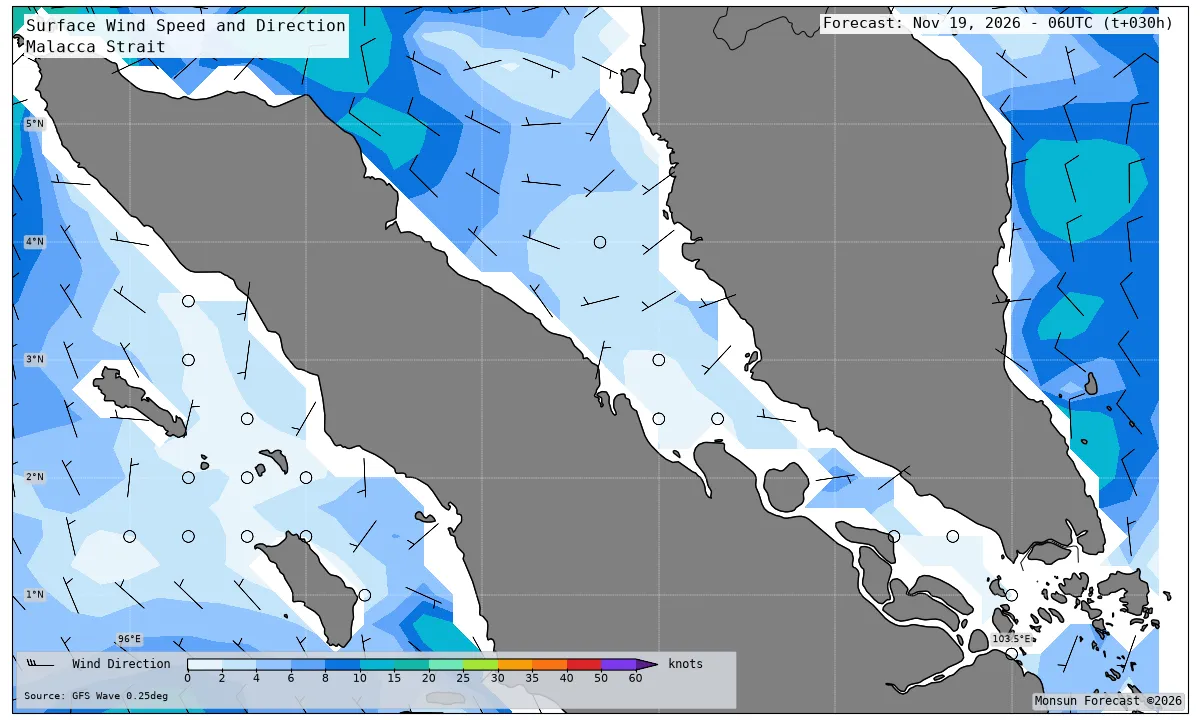 Surface Wind Speed and Direction
Malacca Strait
Forecast: Nov 19, 2026 - 06UTC (t+030h)
5°N
4°N
3°N
2°N
1°N
96°E
103.5°E
Wind Direction
knots
0 2 4 6 8 10 12 15 20 25 30 40 50 60
Source: GFS Wave 0.25deg
Monsun Forecast ©2026